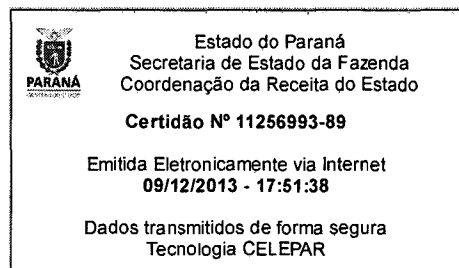 Estado do Paraná
Secretaria de Estado da Fazenda
Coordenação da Receita do Estado
PARANÁ
Certidão Nº 11256993-89
Emitida Eletronicamente via Internet
09/12/2013 - 17:51:38
Dados transmitidos de forma segura
Tecnologia CELEPAR